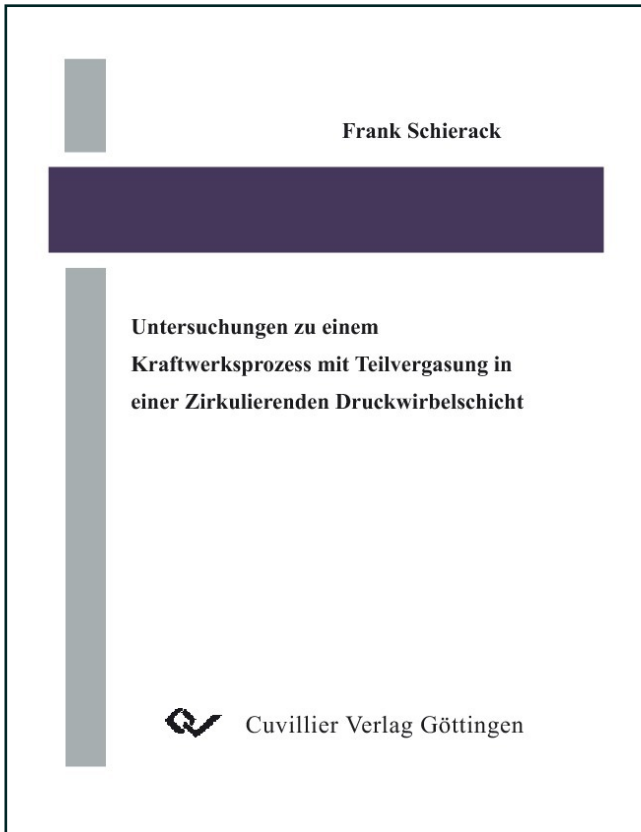 Frank Schierack
Untersuchungen zu einem
Kraftwerksprozess mit Teilvergasung in
einer Zirkulierenden Druckwirbelschicht
Cuvillier Verlag Göttingen